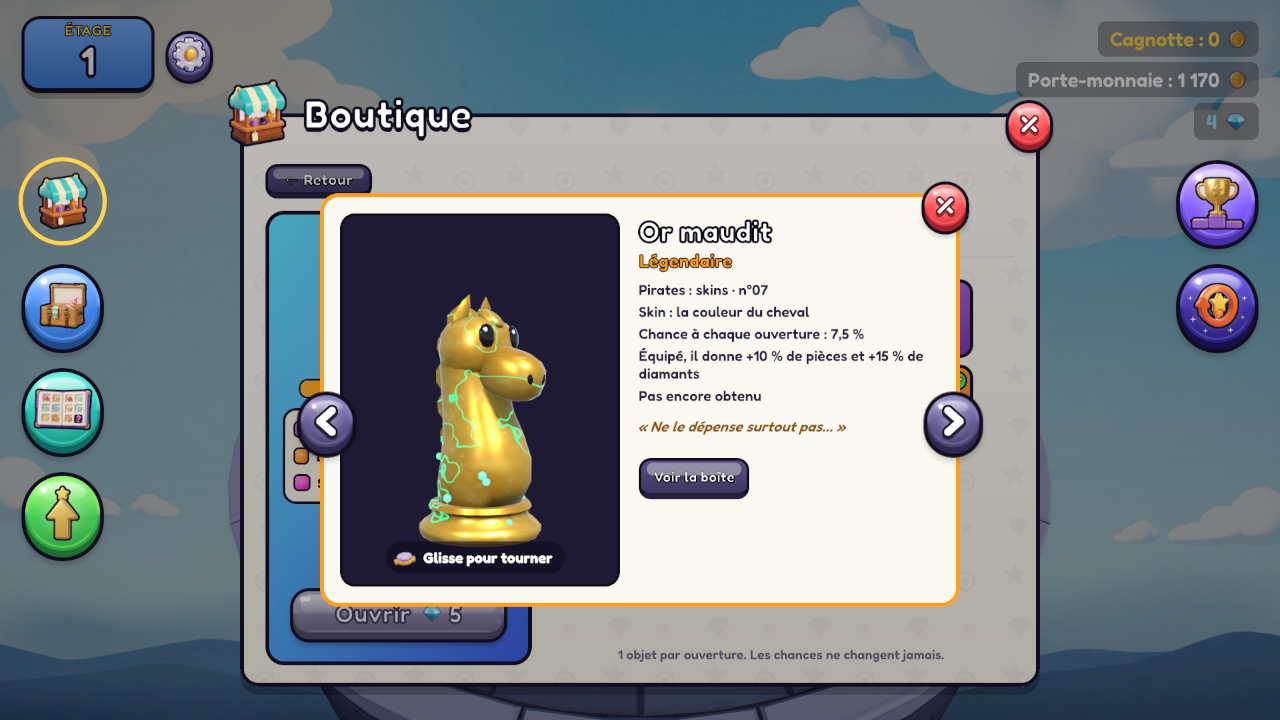 ÉTAGE
1
Cagnotte : 0
Porte-monnaie : 1 170
4
Boutique
← Retour
Or maudit
Légendaire
Pirates : skins · n°07
Skin : la couleur du cheval
Chance à chaque ouverture : 7,5 %
Équipé, il donne +10 % de pièces et +15 % de
diamants
Pas encore obtenu
« Ne le dépense surtout pas... »
Voir la boîte
Glisse pour tourner
Ouvrir 5
1 objet par ouverture. Les chances ne changent jamais.